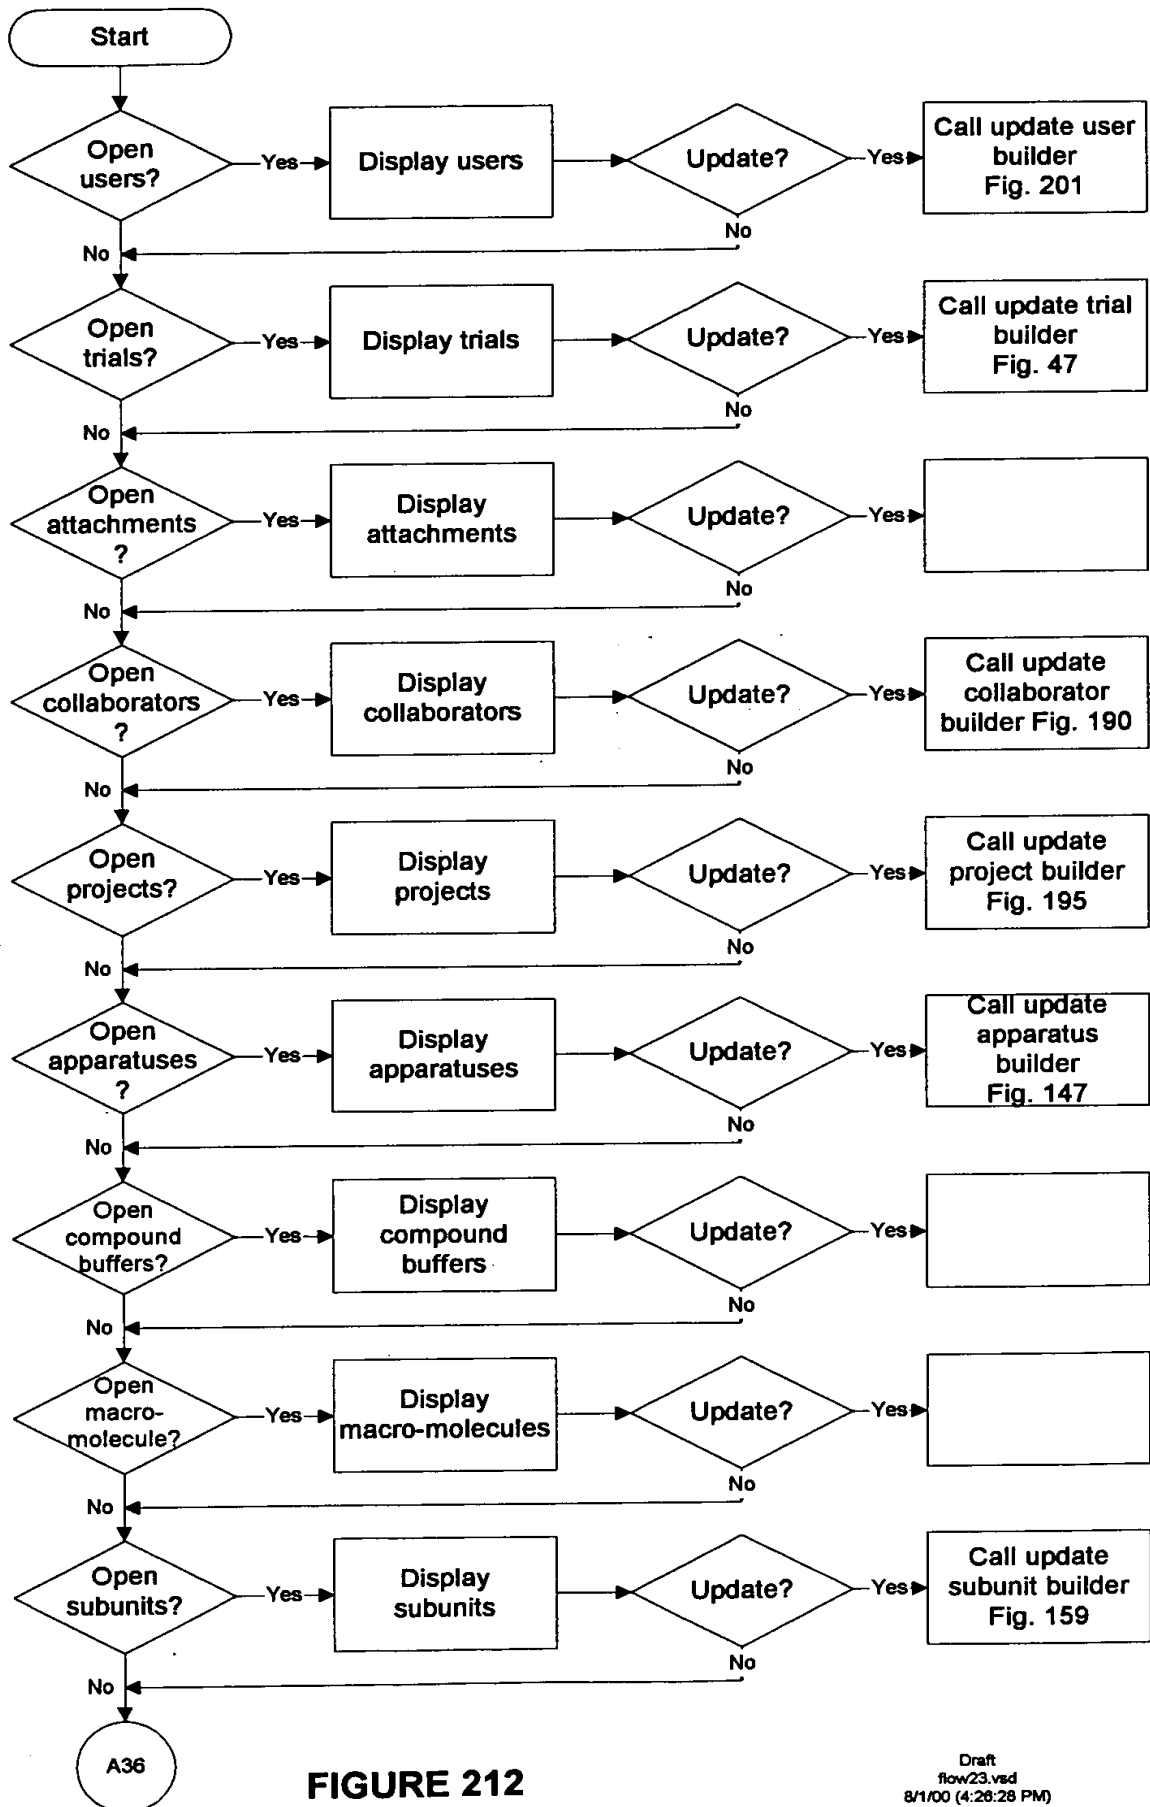 Start
Open
users?
Yes
Display users
Update?
Yes
Call update user
builder
Fig. 201
No
No
Open
trials?
Yes
Display trials
Update?
Yes
Call update trial
builder
Fig. 47
No
No
Open
attachments
?
Yes
Display
attachments
Update?
Yes
No
No
Open
collaborators
?
Yes
Display
collaborators
Update?
Yes
Call update
collaborator
builder Fig. 190
No
No
Open
projects?
Yes
Display
projects
Update?
Yes
Call update
project builder
Fig. 195
No
No
Open
apparatuses
?
Yes
Display
apparatuses
Update?
Yes
Call update
apparatus
builder
Fig. 147
No
No
Open
compound
buffers?
Yes
Display
compound
buffers
Update?
Yes
No
No
Open
macro-
molecule?
Yes
Display
macro-molecules
Update?
Yes
No
No
Open
subunits?
Yes
Display
subunits
Update?
Yes
Call update
subunit builder
Fig. 159
No
No
A36
FIGURE 212
Draft
flow23.vsd
8/1/00 (4:26:28 PM)